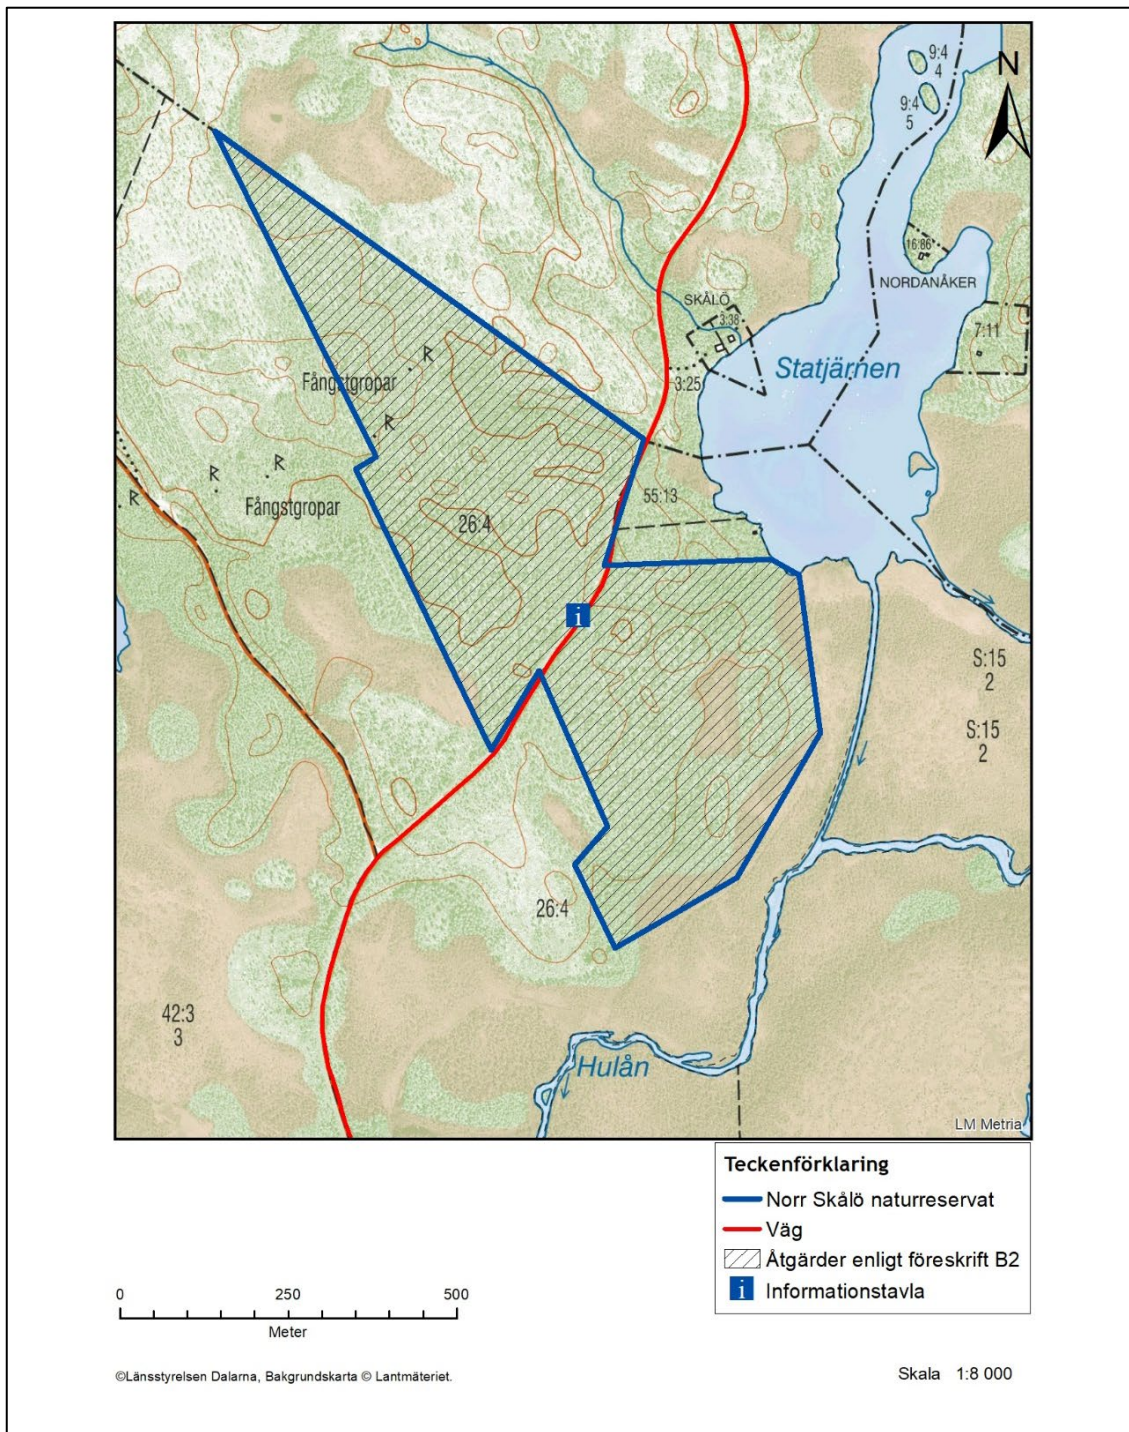 9:4
4
N
9:4
5
16:86
NORDANÅKER
SKÅLÖ
3:38
7:11
Statjärnen
R
Fångstgropar
3:25
R
R
R
R
Fångstgropar
55:13
26:4
i
S:15
2
S:15
2
26:4
42:3
3
Hulån
LM Metria
Teckenförklaring
Norr Skålö naturreservat
Väg
Åtgärder enligt föreskrift B2
i Informationstavla
0 250 500
Meter
©Länsstyrelsen Dalarna, Bakgrundskarta © Lantmäteriet.
Skala 1:8 000